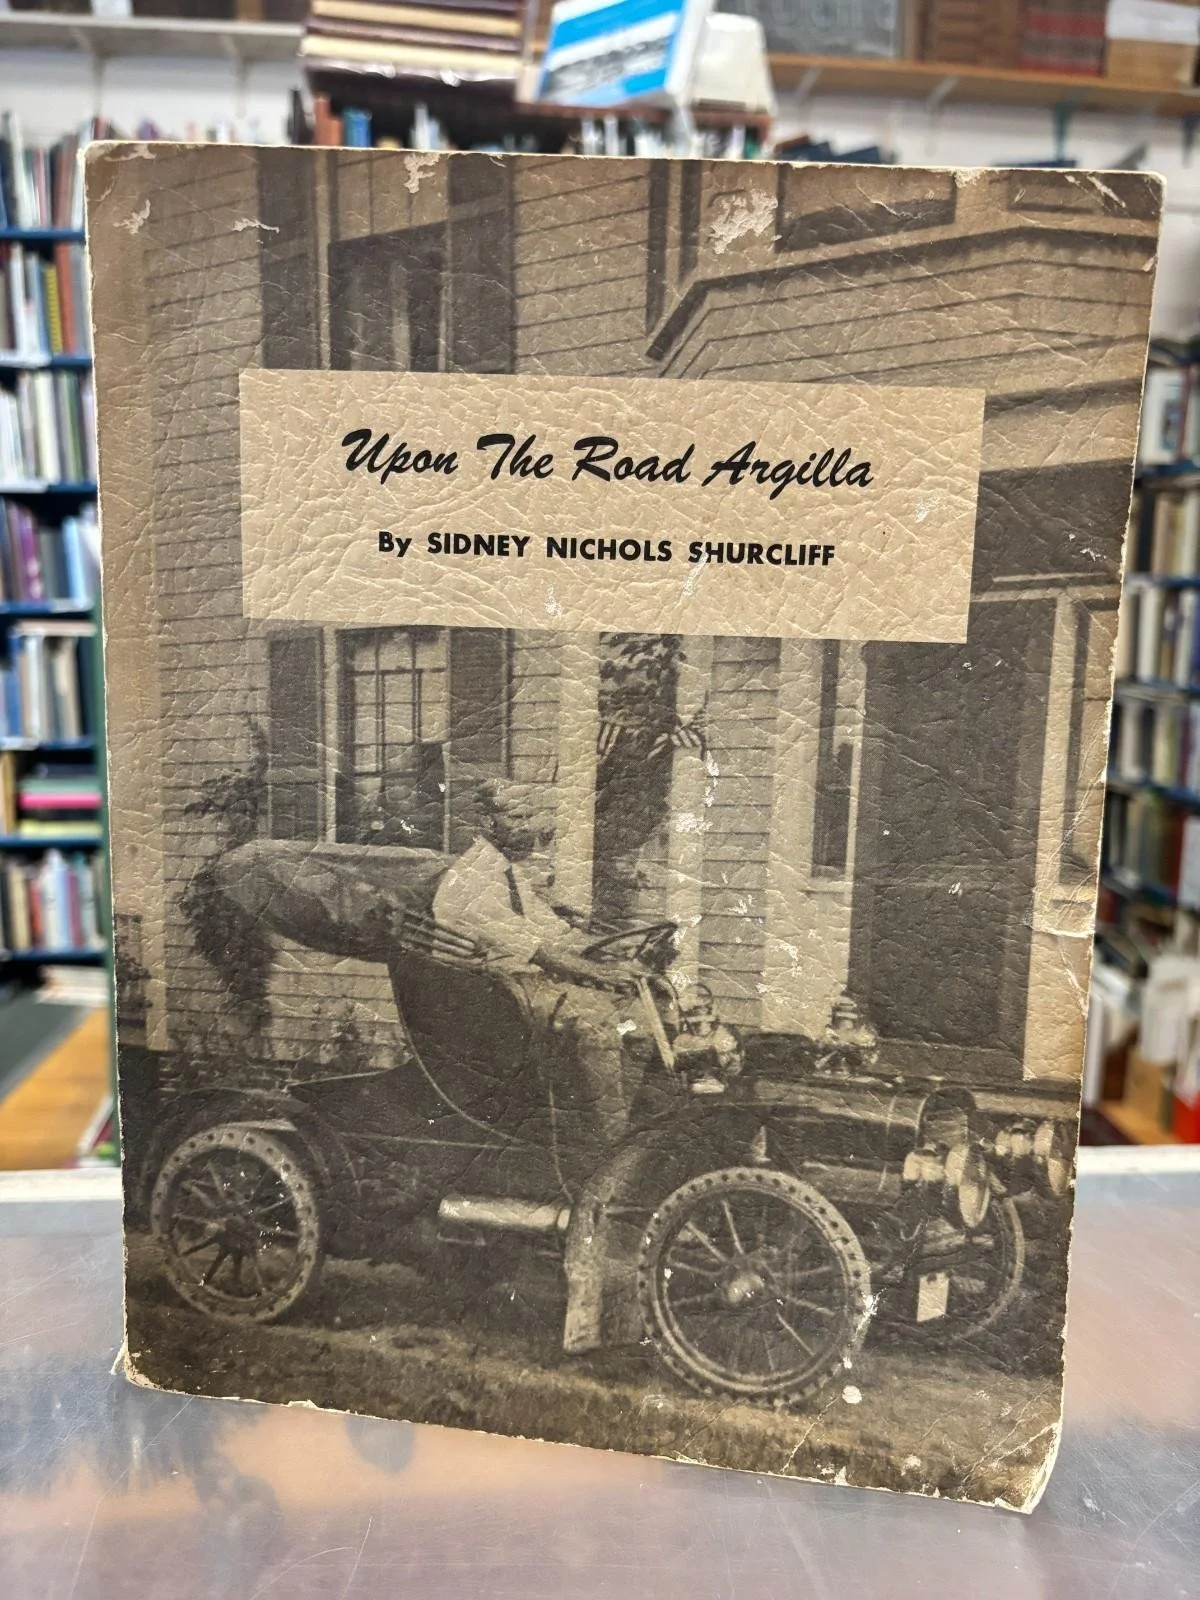 Upon The Road Argilla
By SIDNEY NICHOLS SHURCLIFF